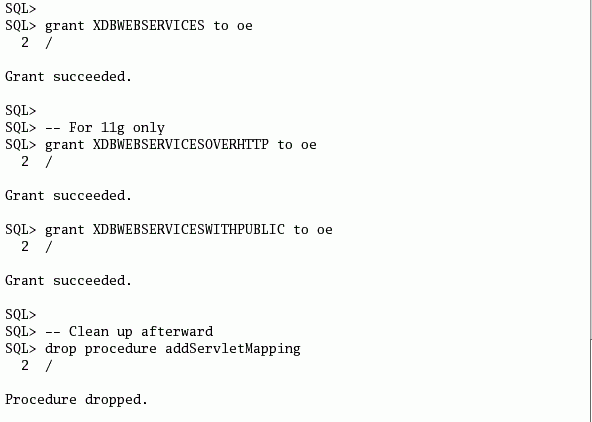 SQL>
SQL> grant XDBWEBSERVICES to oe
  2  /
Grant succeeded.
SQL>
SQL> -- For 11g only
SQL> grant XDBWEBSERVICESOVERHTTP to oe
  2  /
Grant succeeded.
SQL> grant XDBWEBSERVICESWITHPUBLIC to oe
  2  /
Grant succeeded.
SQL>
SQL> -- Clean up afterward
SQL> drop procedure addServletMapping
  2  /
Procedure dropped.